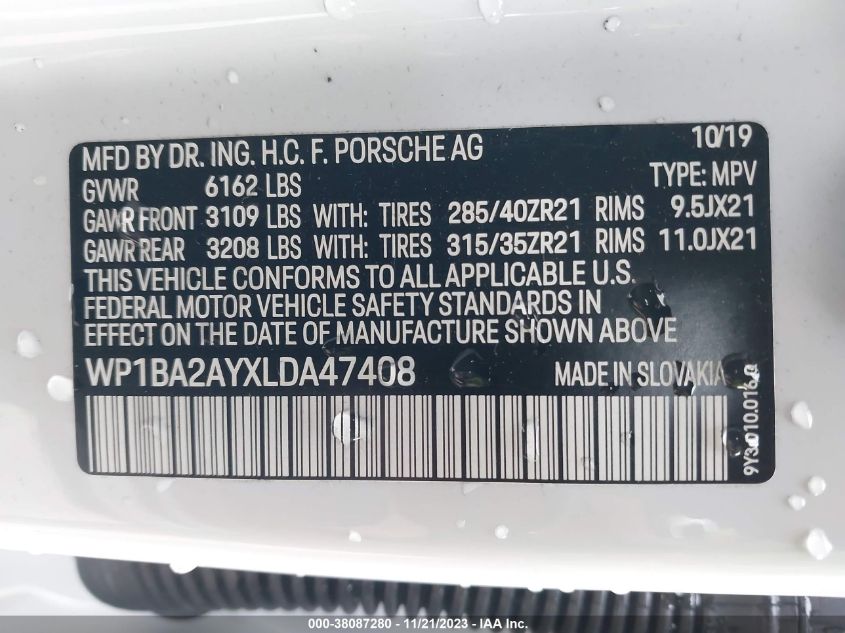 10/19
MFD BY DR. ING. H.C. F. PORSCHE AG
TYPE: MPV
GVWR 6162 LBS
GAWR FRONT 3109 LBS WITH: TIRES 285/40ZR21 RIMS 9.5JX21
GAWR REAR 3208 LBS WITH: TIRES 315/35ZR21 RIMS 11.0JX21
THIS VEHICLE CONFORMS TO ALL APPLICABLE U.S.
FEDERAL MOTOR VEHICLE SAFETY STANDARDS IN
EFFECT ON THE DATE OF MANUFACTURE SHOWN ABOVE
WP1BA2AYXLDA47408 MADE IN SLOVAKIA
000-38087280 - 11/21/2023 - IAA Inc.